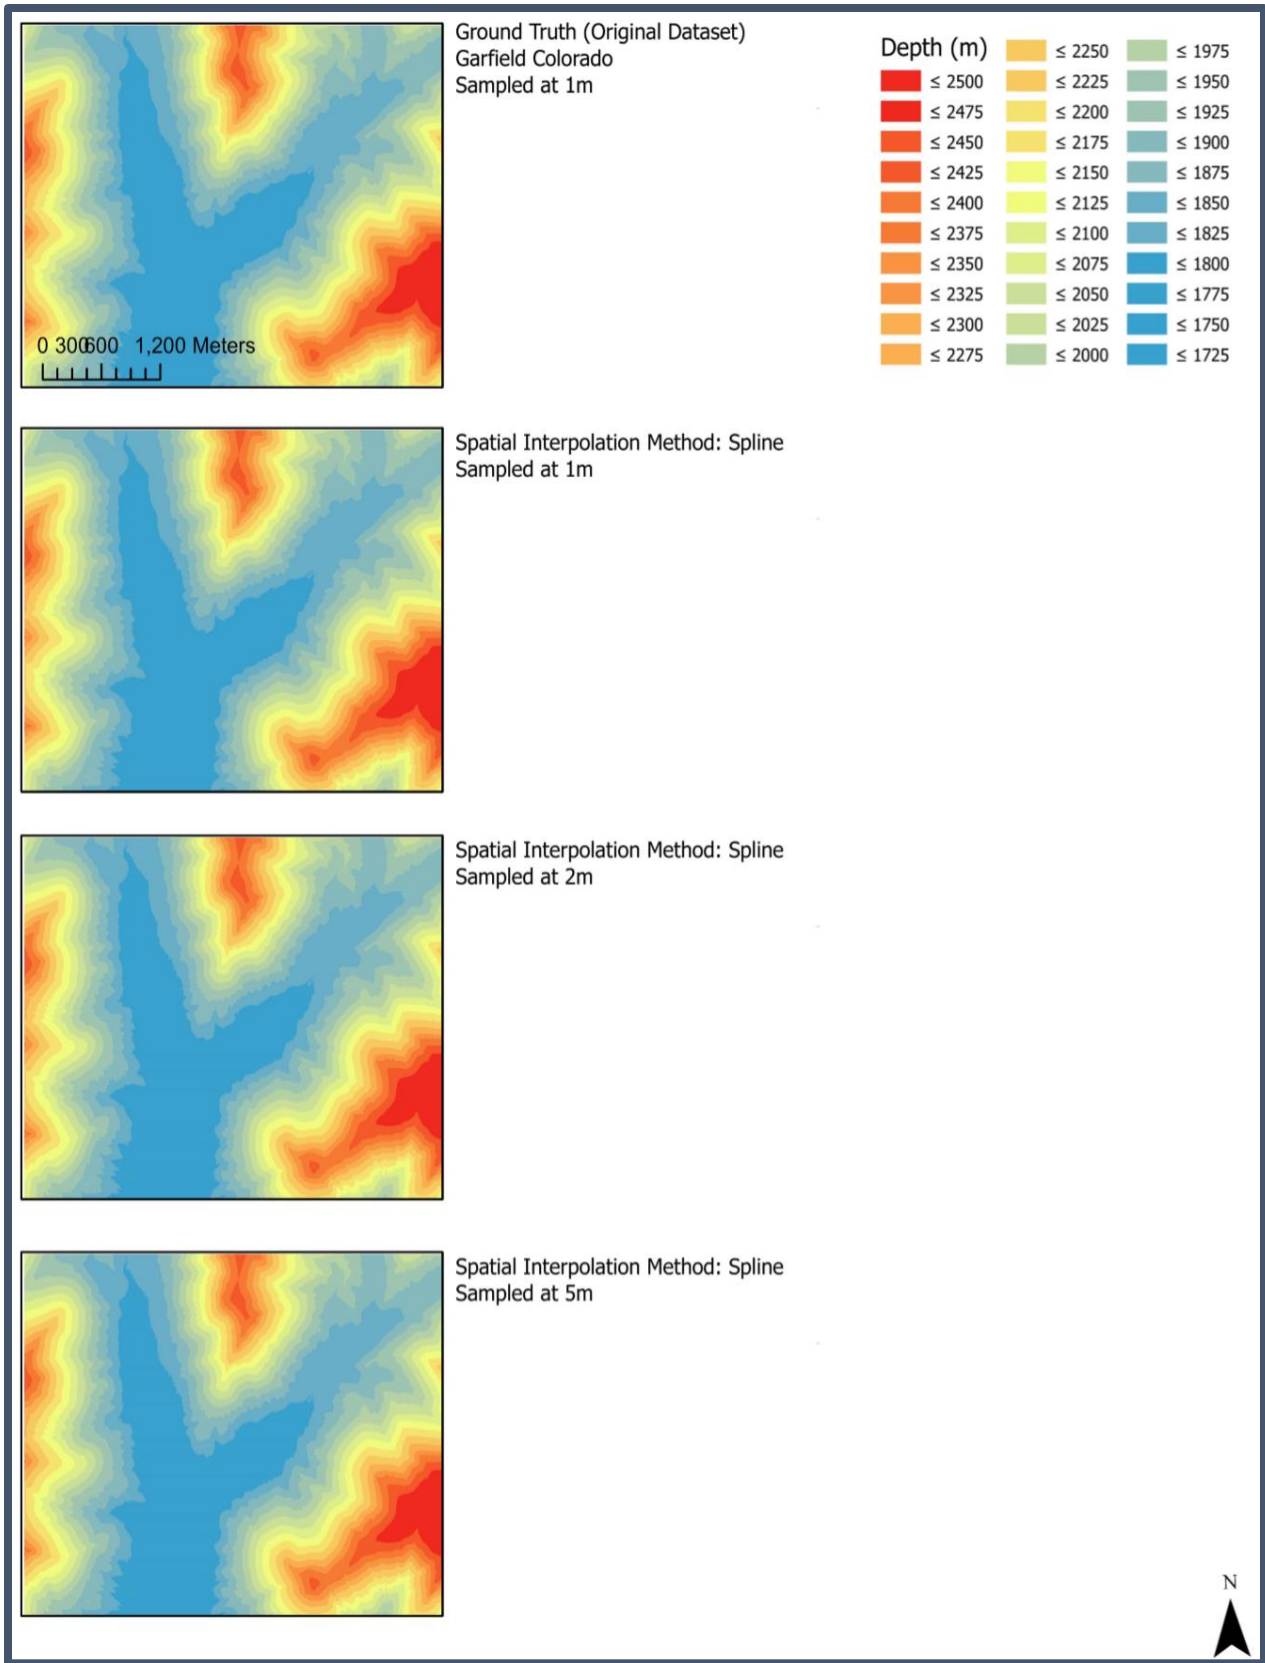 Ground Truth (Original Dataset)
Garfield Colorado
Sampled at 1m
Depth (m)
≤ 2500
≤ 2475
≤ 2450
≤ 2425
≤ 2400
≤ 2375
≤ 2350
≤ 2325
≤ 2300
≤ 2275
≤ 2250
≤ 2225
≤ 2200
≤ 2175
≤ 2150
≤ 2125
≤ 2100
≤ 2075
≤ 2050
≤ 2025
≤ 2000
≤ 1975
≤ 1950
≤ 1925
≤ 1900
≤ 1875
≤ 1850
≤ 1825
≤ 1800
≤ 1775
≤ 1750
≤ 1725
0 300600 1,200 Meters
Spatial Interpolation Method: Spline
Sampled at 1m
Spatial Interpolation Method: Spline
Sampled at 2m
Spatial Interpolation Method: Spline
Sampled at 5m
N